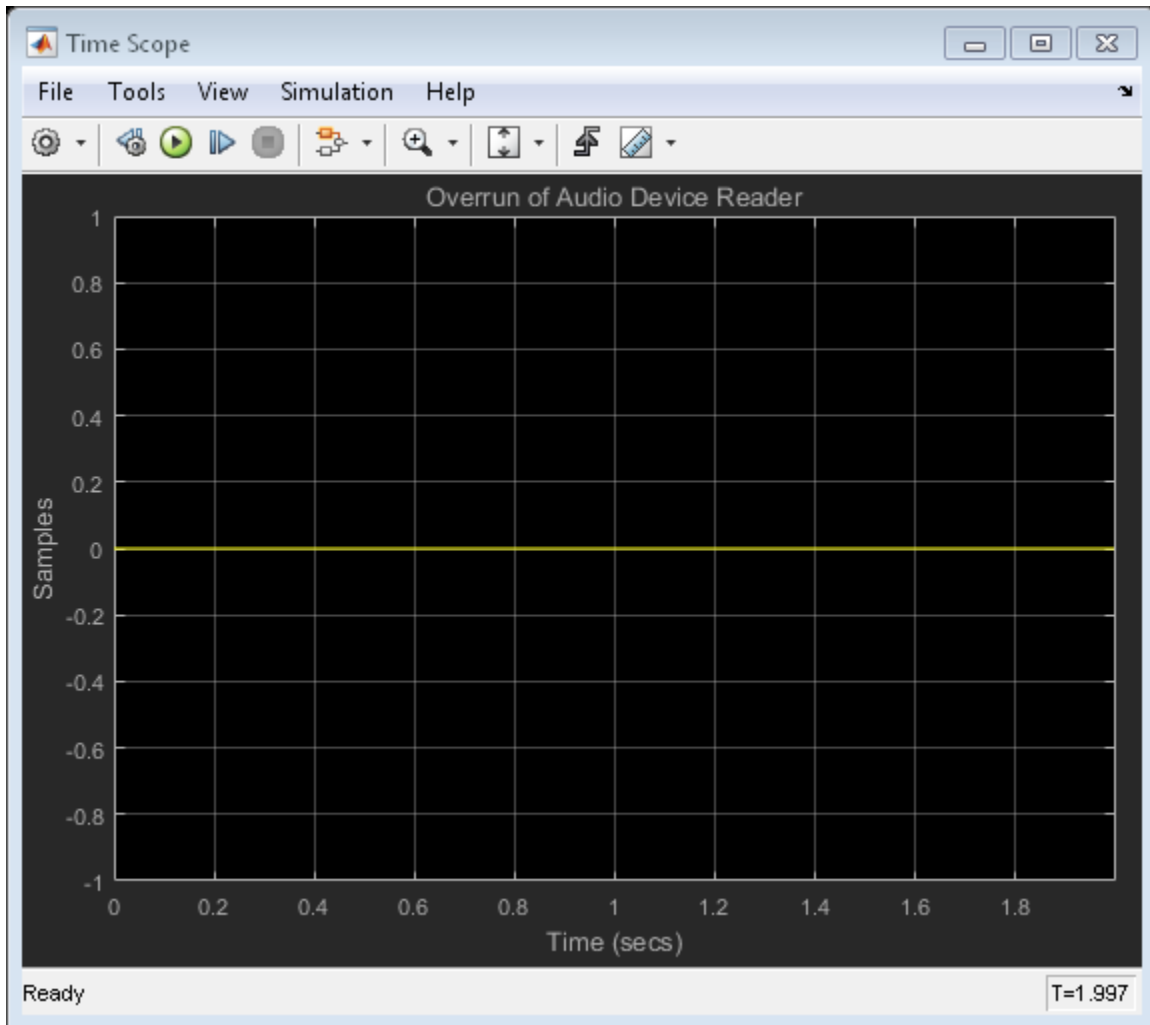 Time Scope
File Tools View Simulation Help
Overrun of Audio Device Reader
1
0.8
0.6
0.4
0.2
0
-0.2
-0.4
-0.6
-0.8
-1
Samples
0 0.2 0.4 0.6 0.8 1 1.2 1.4 1.6 1.8
Time (secs)
Ready T=1.997